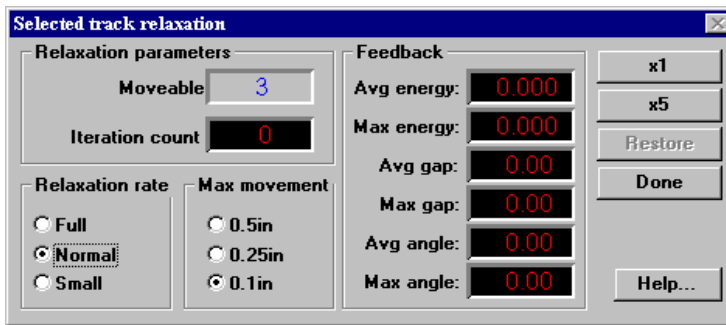 Selected track relaxation
Relaxation parameters
Moveable 3
Iteration count 0
Relaxation rate
Full
Normal
Small
Max movement
0.5in
0.25in
0.1in
Feedback
Avg energy: 0.000
Max energy: 0.000
Avg gap: 0.00
Max gap: 0.00
Avg angle: 0.00
Max angle: 0.00
x1
x5
Restore
Done
Help...